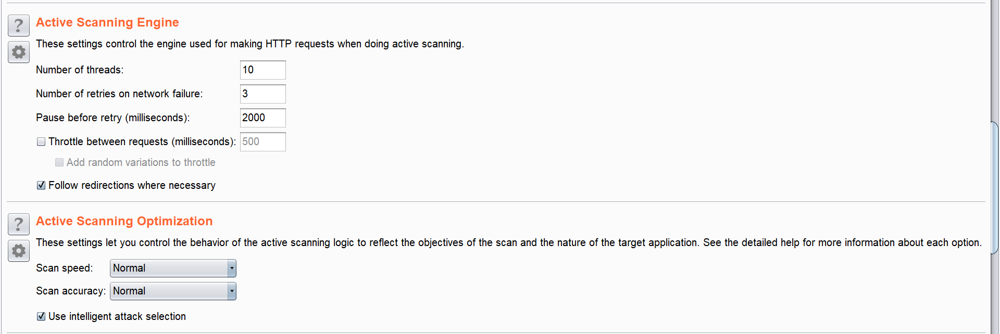 ?
Active Scanning Engine
These settings control the engine used for making HTTP requests when doing active scanning.
Number of threads: 10
Number of retries on network failure: 3
Pause before retry (milliseconds): 2000
Throttle between requests (milliseconds): 500
Add random variations to throttle
Follow redirections where necessary
?
Active Scanning Optimization
These settings let you control the behavior of the active scanning logic to reflect the objectives of the scan and the nature of the target application. See the detailed help for more information about each option.
Scan speed: Normal
Scan accuracy: Normal
Use intelligent attack selection